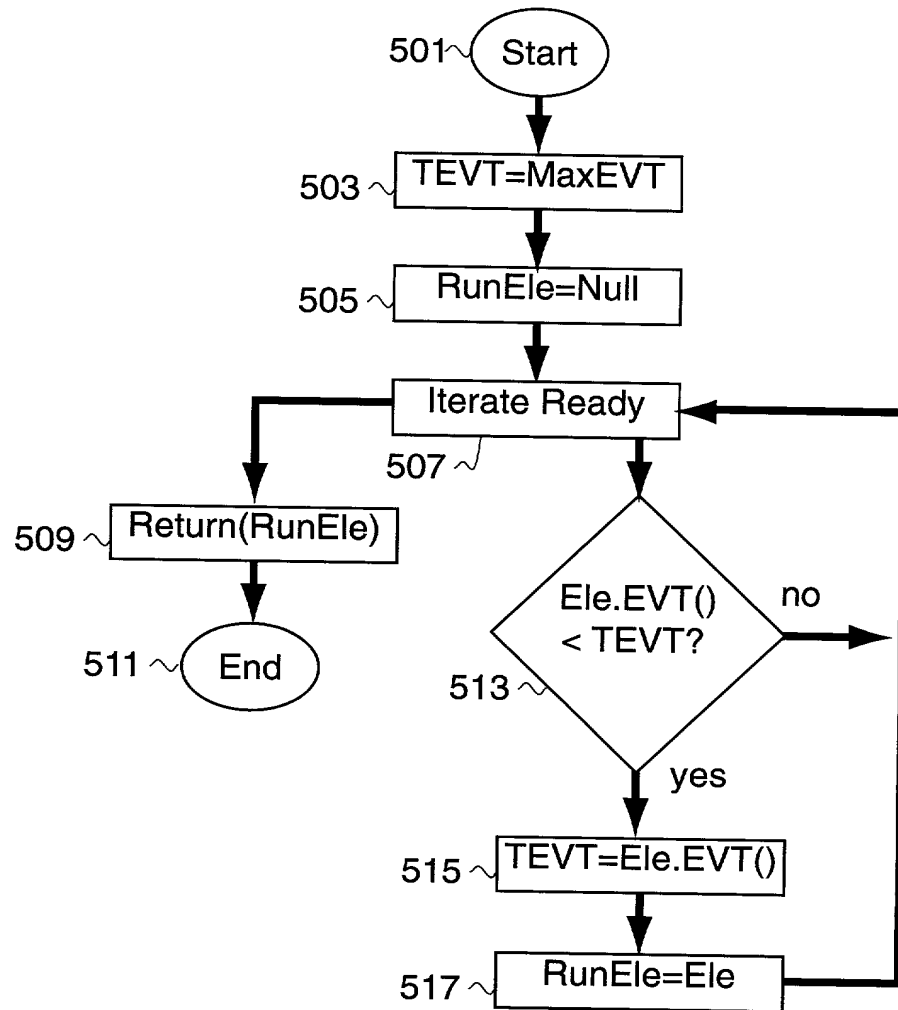 501
Start
503
TEVT=MaxEVT
505
RunEle=Null
Iterate Ready
507
509
Return(RunEle)
511
End
Ele.EVT()
< TEVT?
no
513
yes
515
TEVT=Ele.EVT()
517
RunEle=Ele